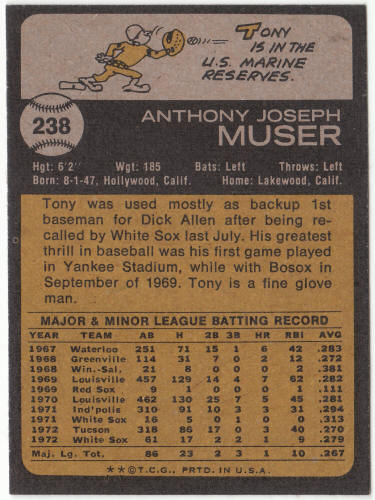 TONY
IS IN THE
U.S. MARINE
RESERVES.
238
ANTHONY JOSEPH
MUSER
Hgt: 6'2" Wgt: 185 Bats: Left Throws: Left
Born: 8-1-47, Hollywood, Calif. Home: Lakewood, Calif.
Tony was used mostly as backup 1st
baseman for Dick Allen after being re-
called by White Sox last July. His greatest
thrill in baseball was his first game played in
Yankee Stadium, while with Bosox in
September of 1969. Tony is a fine glove
man.
MAJOR & MINOR LEAGUE BATTING RECORD
YEAR TEAM AB H 2B 3B HR RBI AVG
1967 Waterloo 251 71 15 1 6 42 .283
1968 Greenville 114 31 7 0 2 12 .272
1968 Win.-Sal. 21 8 0 0 0 2 .381
1969 Louisville 457 129 14 4 7 62 .282
1969 Red Sox 9 1 0 0 0 1 .111
1970 Louisville 462 130 25 7 5 45 .281
1971 Ind'polis 310 91 10 3 3 31 .294
1971 White Sox 16 5 0 1 0 0 .313
1972 Tucson 318 86 17 0 3 40 .270
1972 White Sox 61 17 2 2 1 9 .279
Maj. Lg. Tot. 86 23 2 3 1 10 .267
**©T.C.G., PRTD. IN U.S.A.